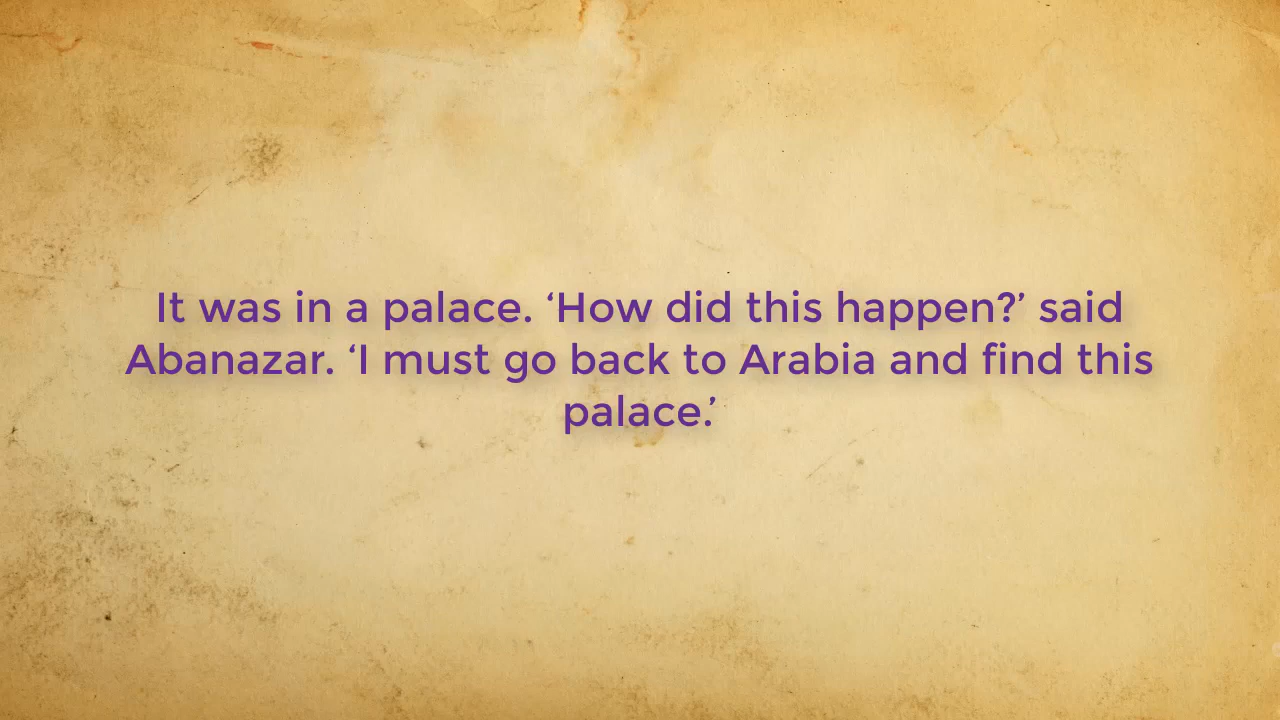 It was in a palace. ‘How did this happen?’ said
Abanazar. ‘I must go back to Arabia and find this
palace.’